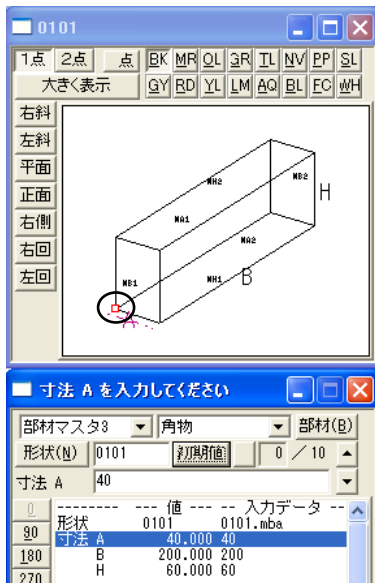 0101
1点 2点 点 BK MR OL GR TL NV PP SL
大きく表示 GY RD YL LM AQ BL FC WH
右斜
左斜
平面
正面
右側
右回
左回
MH2
MB2
H
MA1
MA2
MB1
MH1
B
寸法 A を入力してください
部材マスタ3 角物 部材(B)
形状(N) 0101 初期値 0 / 10
寸法 A 40
0 -------- --- 値 --- -- 入力データ --
90 形状 0101 0101.mba
寸法 A 40.000 40
180 B 200.000 200
270 H 60.000 60